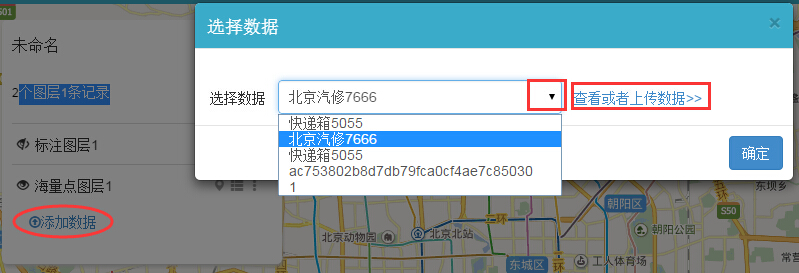 S01
未命名
2个图层1条记录
标注图层1
海量点图层1
添加数据
选择数据
×
选择数据
北京汽修7666
查看或者上传数据>>
快递箱5055
北京汽修7666
快递箱5055
ac753802b8d7db79fca0cf4ae7c85030
1
确定
朝阳区
东坝乡
S50
北京动物园
北京北站
朝阳公园
东城区
工人体育场
高营
五环